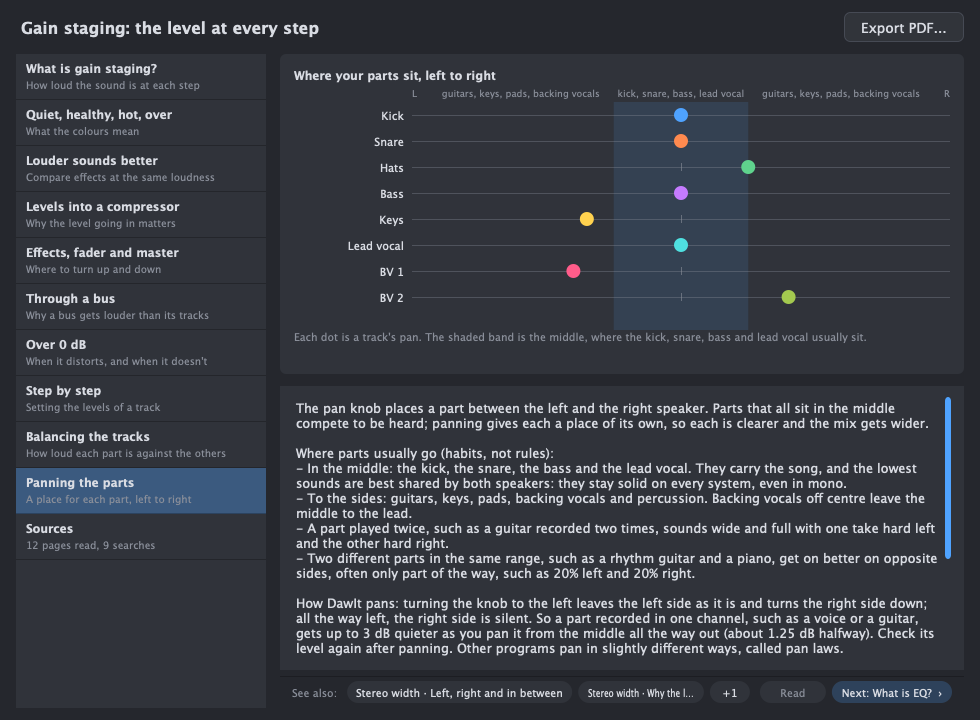 Gain staging: the level at every step
Export PDF...
What is gain staging?
How loud the sound is at each step
Quiet, healthy, hot, over
What the colours mean
Louder sounds better
Compare effects at the same loudness
Levels into a compressor
Why the level going in matters
Effects, fader and master
Where to turn up and down
Through a bus
Why a bus gets louder than its tracks
Over 0 dB
When it distorts, and when it doesn't
Step by step
Setting the levels of a track
Balancing the tracks
How loud each part is against the others
Panning the parts
A place for each part, left to right
Sources
12 pages read, 9 searches
Where your parts sit, left to right
L guitars, keys, pads, backing vocals kick, snare, bass, lead vocal guitars, keys, pads, backing vocals R
Kick
Snare
Hats
Bass
Keys
Lead vocal
BV 1
BV 2
Each dot is a track's pan. The shaded band is the middle, where the kick, snare, bass and lead vocal usually sit.
The pan knob places a part between the left and the right speaker. Parts that all sit in the middle
compete to be heard; panning gives each a place of its own, so each is clearer and the mix gets wider.
Where parts usually go (habits, not rules):
- In the middle: the kick, the snare, the bass and the lead vocal. They carry the song, and the lowest
sounds are best shared by both speakers: they stay solid on every system, even in mono.
- To the sides: guitars, keys, pads, backing vocals and percussion. Backing vocals off centre leave the
middle to the lead.
- A part played twice, such as a guitar recorded two times, sounds wide and full with one take hard left
and the other hard right.
- Two different parts in the same range, such as a rhythm guitar and a piano, get on better on opposite
sides, often only part of the way, such as 20% left and 20% right.
How DawIt pans: turning the knob to the left leaves the left side as it is and turns the right side down;
all the way left, the right side is silent. So a part recorded in one channel, such as a voice or a guitar,
gets up to 3 dB quieter as you pan it from the middle all the way out (about 1.25 dB halfway). Check its
level again after panning. Other programs pan in slightly different ways, called pan laws.
See also: Stereo width · Left, right and in between Stereo width · Why the l... +1 Read Next: What is EQ? ›